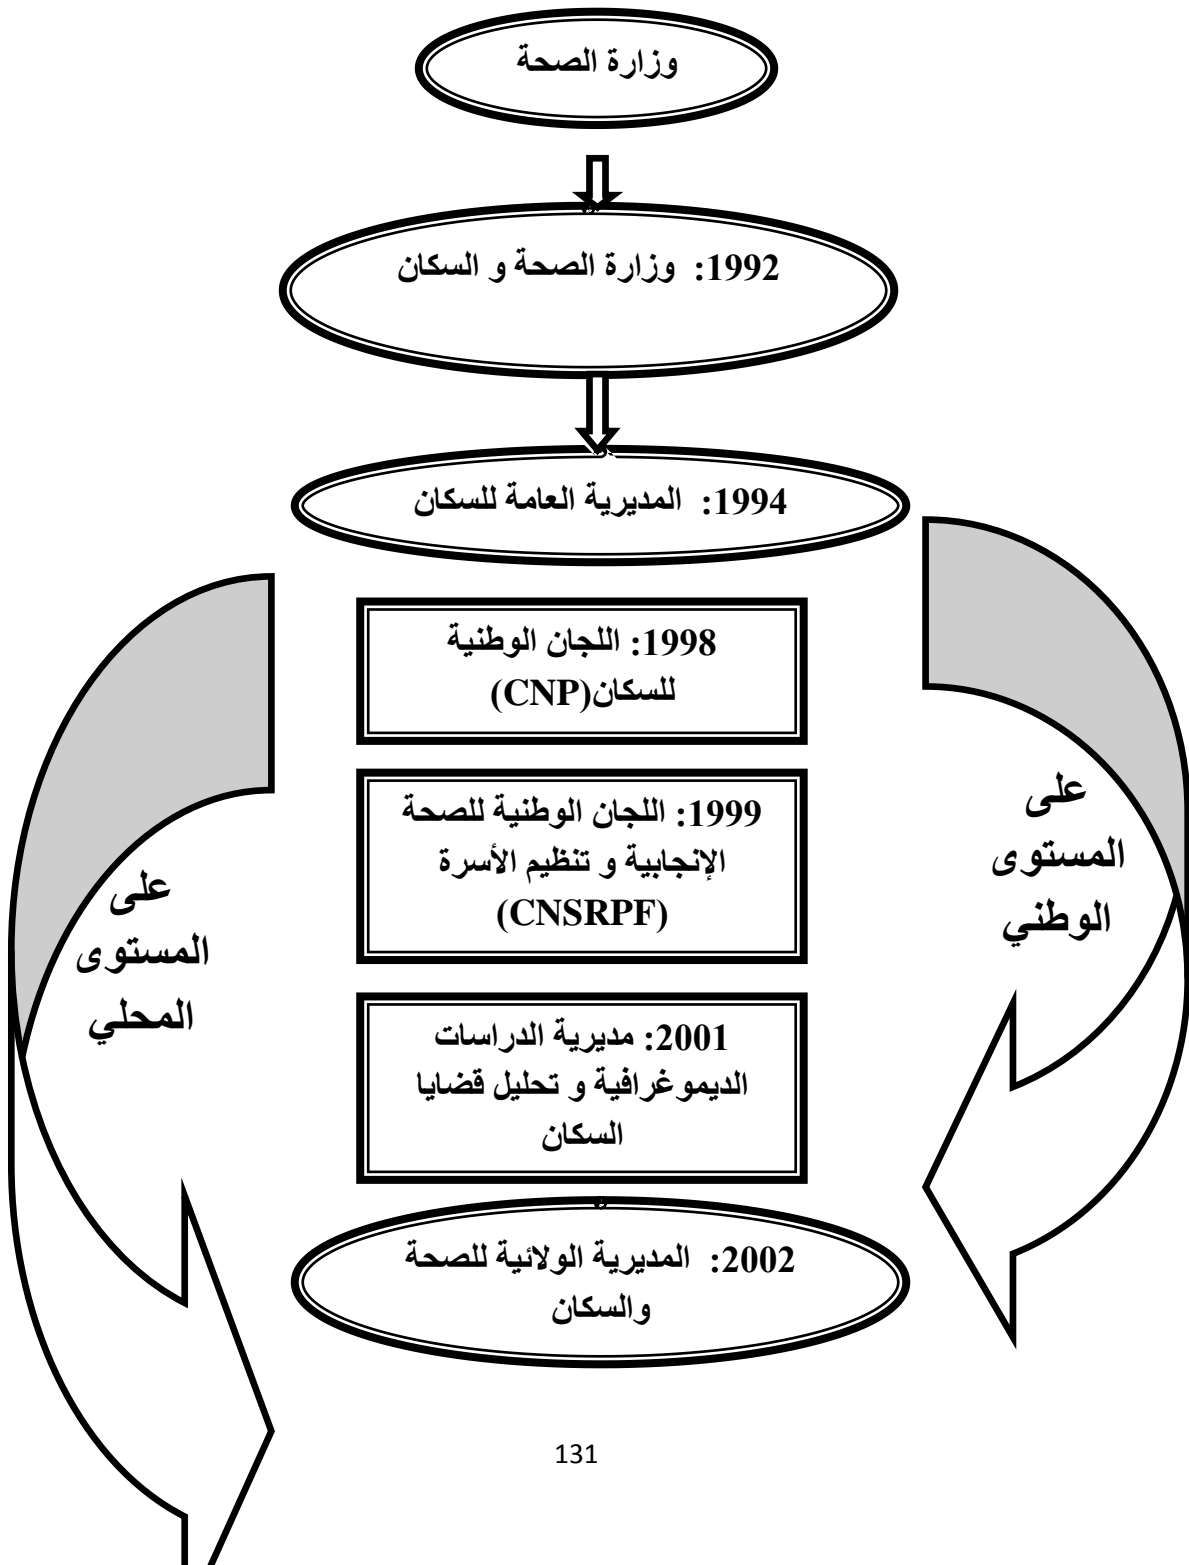 وزارة الصحة
1992: وزارة الصحة و السكان
1994: المديرية العامة للسكان
1998: اللجان الوطنية
للسكان(CNP)
1999: اللجان الوطنية للصحة
الإنجابية و تنظيم الأسرة
(CNSRPF)
2001: مديرية الدراسات
الديموغرافية و تحليل قضايا
السكان
2002: المديرية الولائية للصحة
والسكان
على
المستوى
الوطني
على
المستوى
المحلي
131